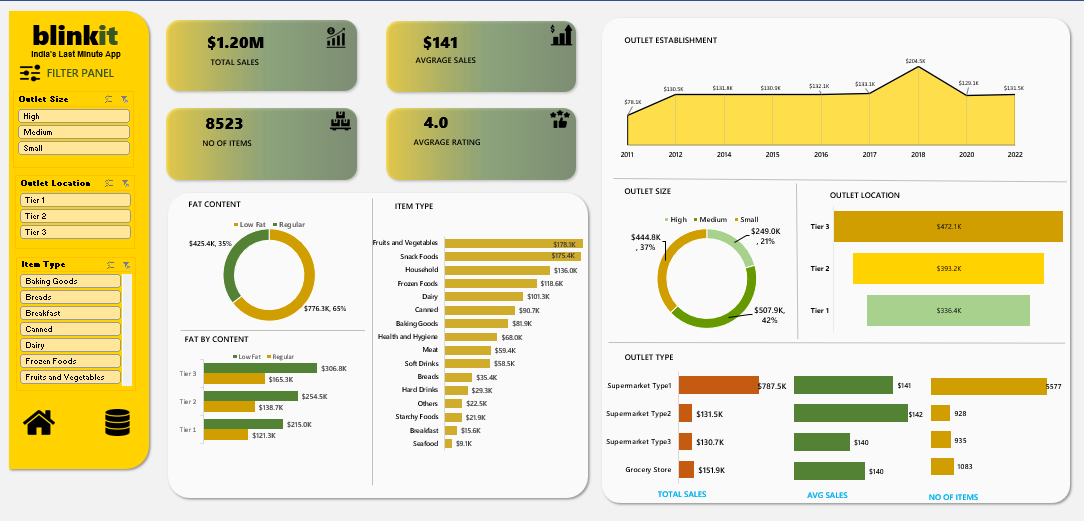 blinkit
India's Last Minute App
FILTER PANEL
Outlet Size
High
Medium
Small
Outlet Location
Tier 1
Tier 2
Tier 3
Item Type
Baking Goods
Breads
Breakfast
Canned
Dairy
Frozen Foods
Fruits and Vegetables
$1.20M
TOTAL SALES
$141
AVGRAGE SALES
8523
NO OF ITEMS
4.0
AVGRAGE RATING
FAT CONTENT
Low Fat Regular
$425.4K, 35%
$776.3K, 65%
FAT BY CONTENT
Low Fat Regular
Tier 3 $306.8K
$165.3K
Tier 2 $254.5K
$138.7K
Tier 1 $215.0K
$121.3K
ITEM TYPE
Fruits and Vegetables $178.1K
Snack Foods $175.4K
Household $136.0K
Frozen Foods $118.6K
Dairy $101.3K
Canned $90.7K
Baking Goods $81.9K
Health and Hygiene $68.0K
Meat $59.4K
Soft Drinks $58.5K
Breads $35.4K
Hard Drinks $29.3K
Others $22.5K
Starchy Foods $21.9K
Breakfast $15.6K
Seafood $9.1K
OUTLET ESTABLISHMENT
$78.1K $130.5K $131.8K $130.9K $132.1K $133.1K $204.5K $129.1K $131.5K
2011 2012 2014 2015 2016 2017 2018 2020 2022
OUTLET SIZE
High Medium Small
$444.8K
, 37%
$249.0K
, 21%
$507.9K,
42%
OUTLET LOCATION
Tier 3 $472.1K
Tier 2 $393.2K
Tier 1 $336.4K
OUTLET TYPE
Supermarket Type1 $787.5K $141 5577
Supermarket Type2 $131.5K $142 928
Supermarket Type3 $130.7K $140 935
Grocery Store $151.9K $140 1083
TOTAL SALES AVG SALES NO OF ITEMS